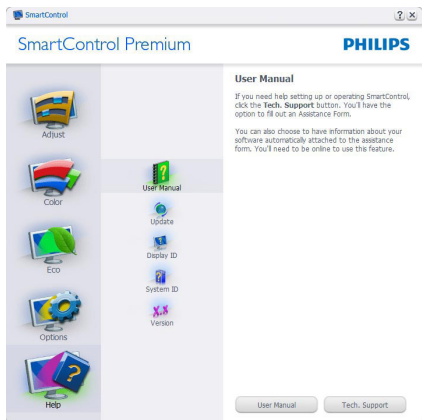 SmartControl
SmartControl Premium
PHILIPS
Adjust
Color
Eco
Options
Help
User Manual
Update
Display ID
System ID
X.X
Version
User Manual
If you need help setting up or operating SmartControl,
click the Tech. Support button. You'll have the
option to fill out an Assistance Form.
You can also choose to have information about your
software automatically attached to the assistance
form. You'll need to be online to use this feature.
User Manual
Tech. Support